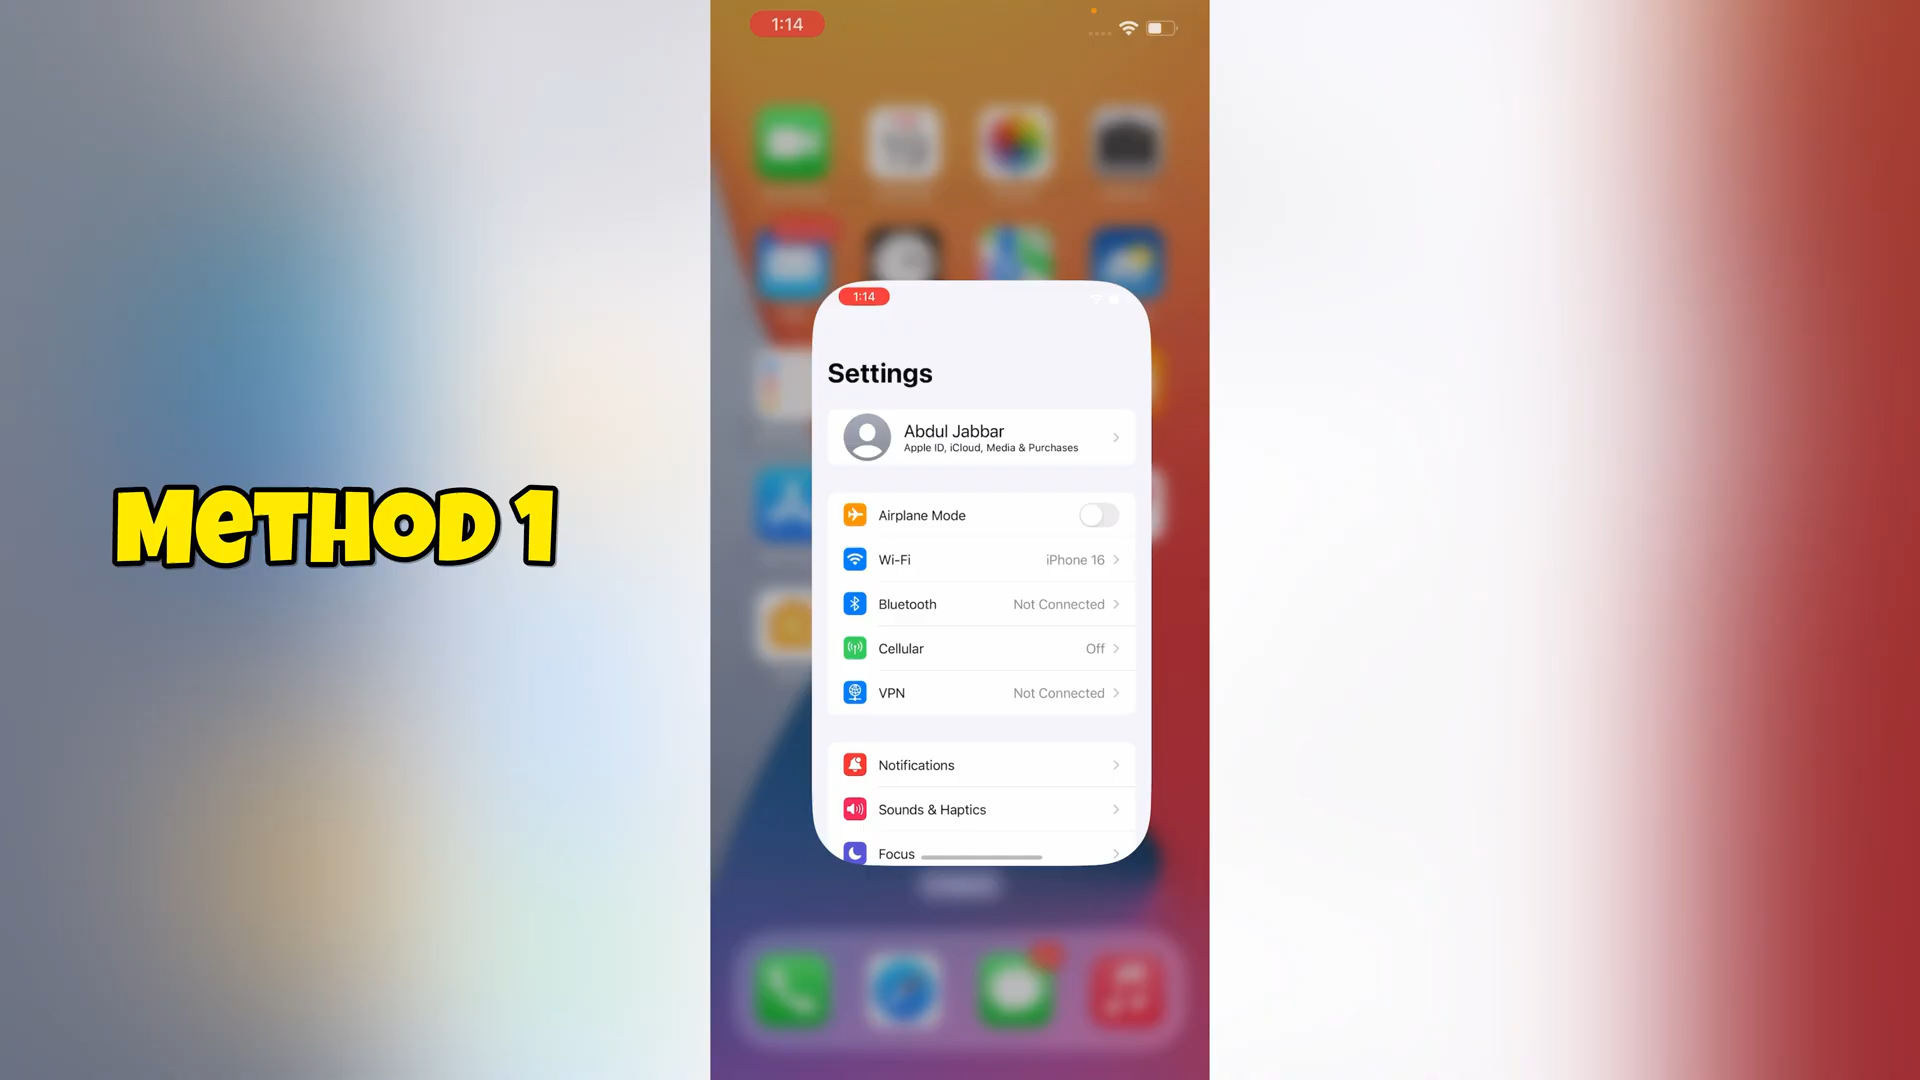 1:14
1:14
Settings
Abdul Jabbar
Apple ID, iCloud, Media & Purchases
Airplane Mode
Wi-Fi iPhone 16
Bluetooth Not Connected
Cellular Off
VPN Not Connected
Notifications
Sounds & Haptics
Focus
METHOD 1